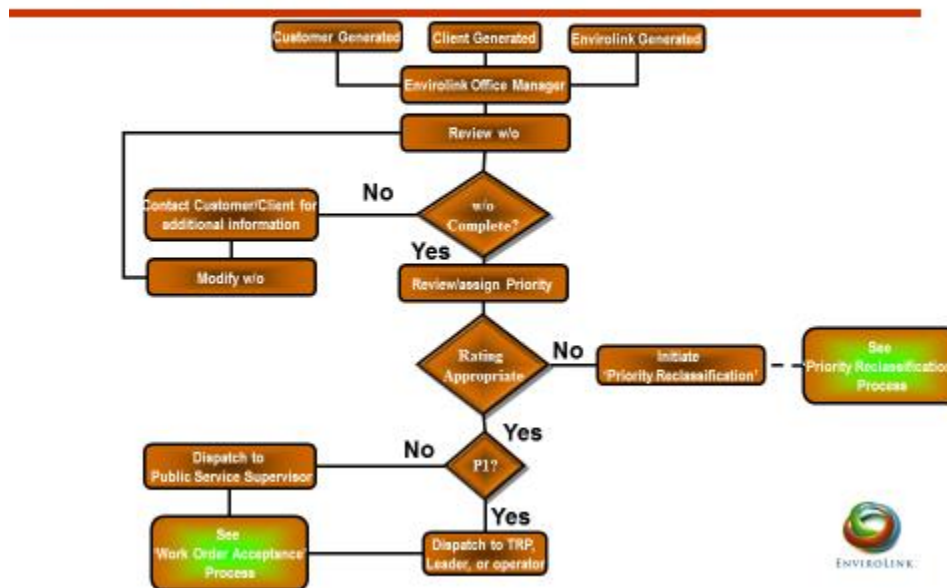 Customer Generated
Client Generated
Envirolink Generated
Envirolink Office Manager
Review w/o
No
w/o
Complete?
Contact Customer/Client for
additional information
Yes
Modify w/o
Review/assign Priority
Rating
Appropriate
No
Initiate
'Priority Reclassification'
See
'Priority Reclassification
Process
Yes
No
P1?
Dispatch to
Public Service Supervisor
Yes
See
'Work Order Acceptance'
Process
Dispatch to TRP,
Leader, or operator
ENVIROLINK